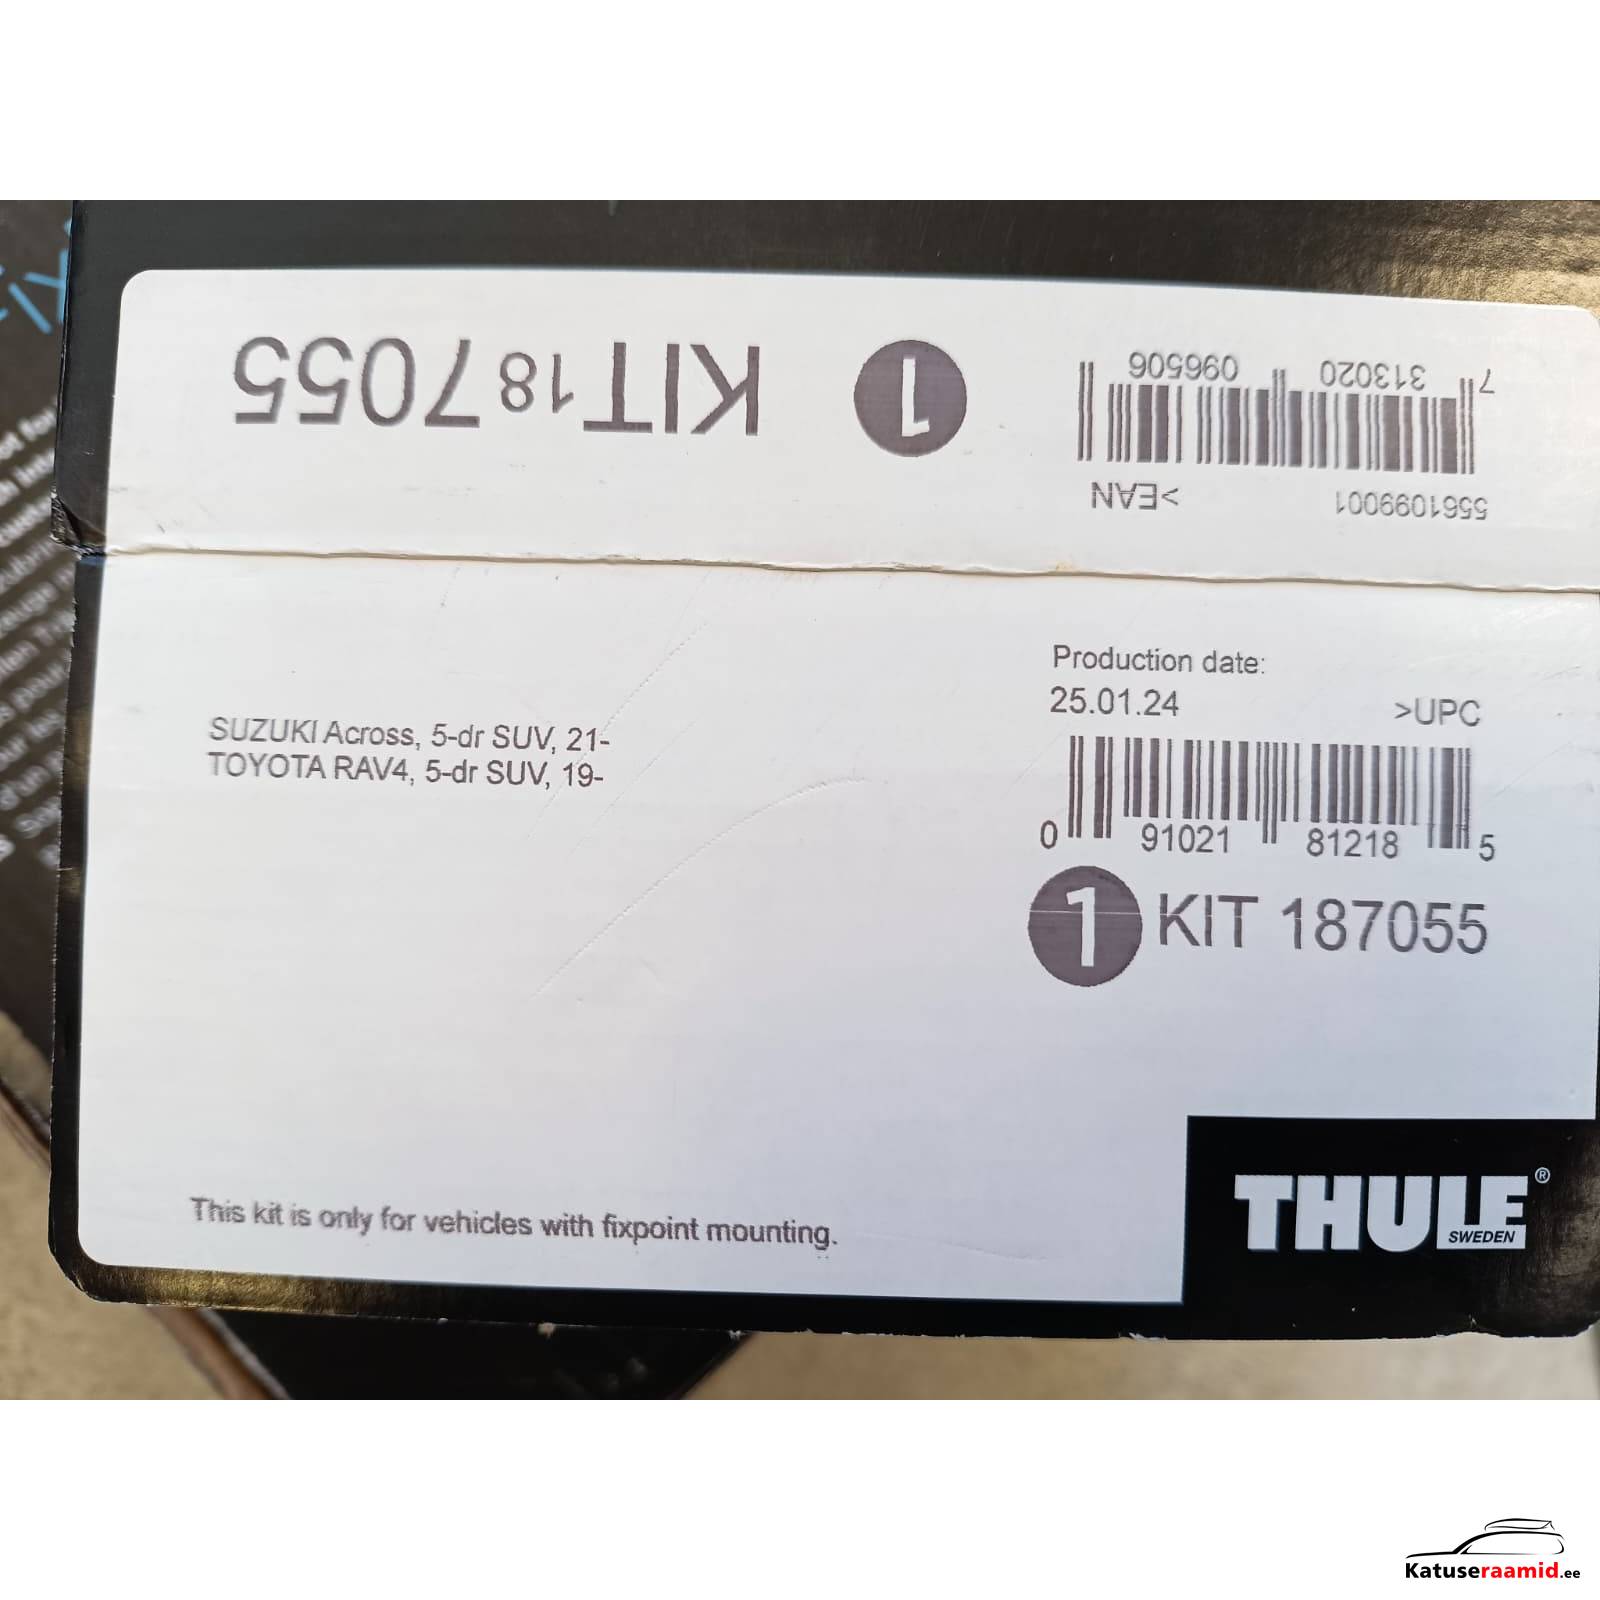 KIT 187055
1
7 313020 096506
>EAN
5561099001
Production date:
25.01.24
>UPC
SUZUKI Across, 5-dr SUV, 21-
TOYOTA RAV4, 5-dr SUV, 19-
0 91021 81218 5
1 KIT 187055
This kit is only for vehicles with fixpoint mounting.
THULE®
SWEDEN
Katuseraamid.ee